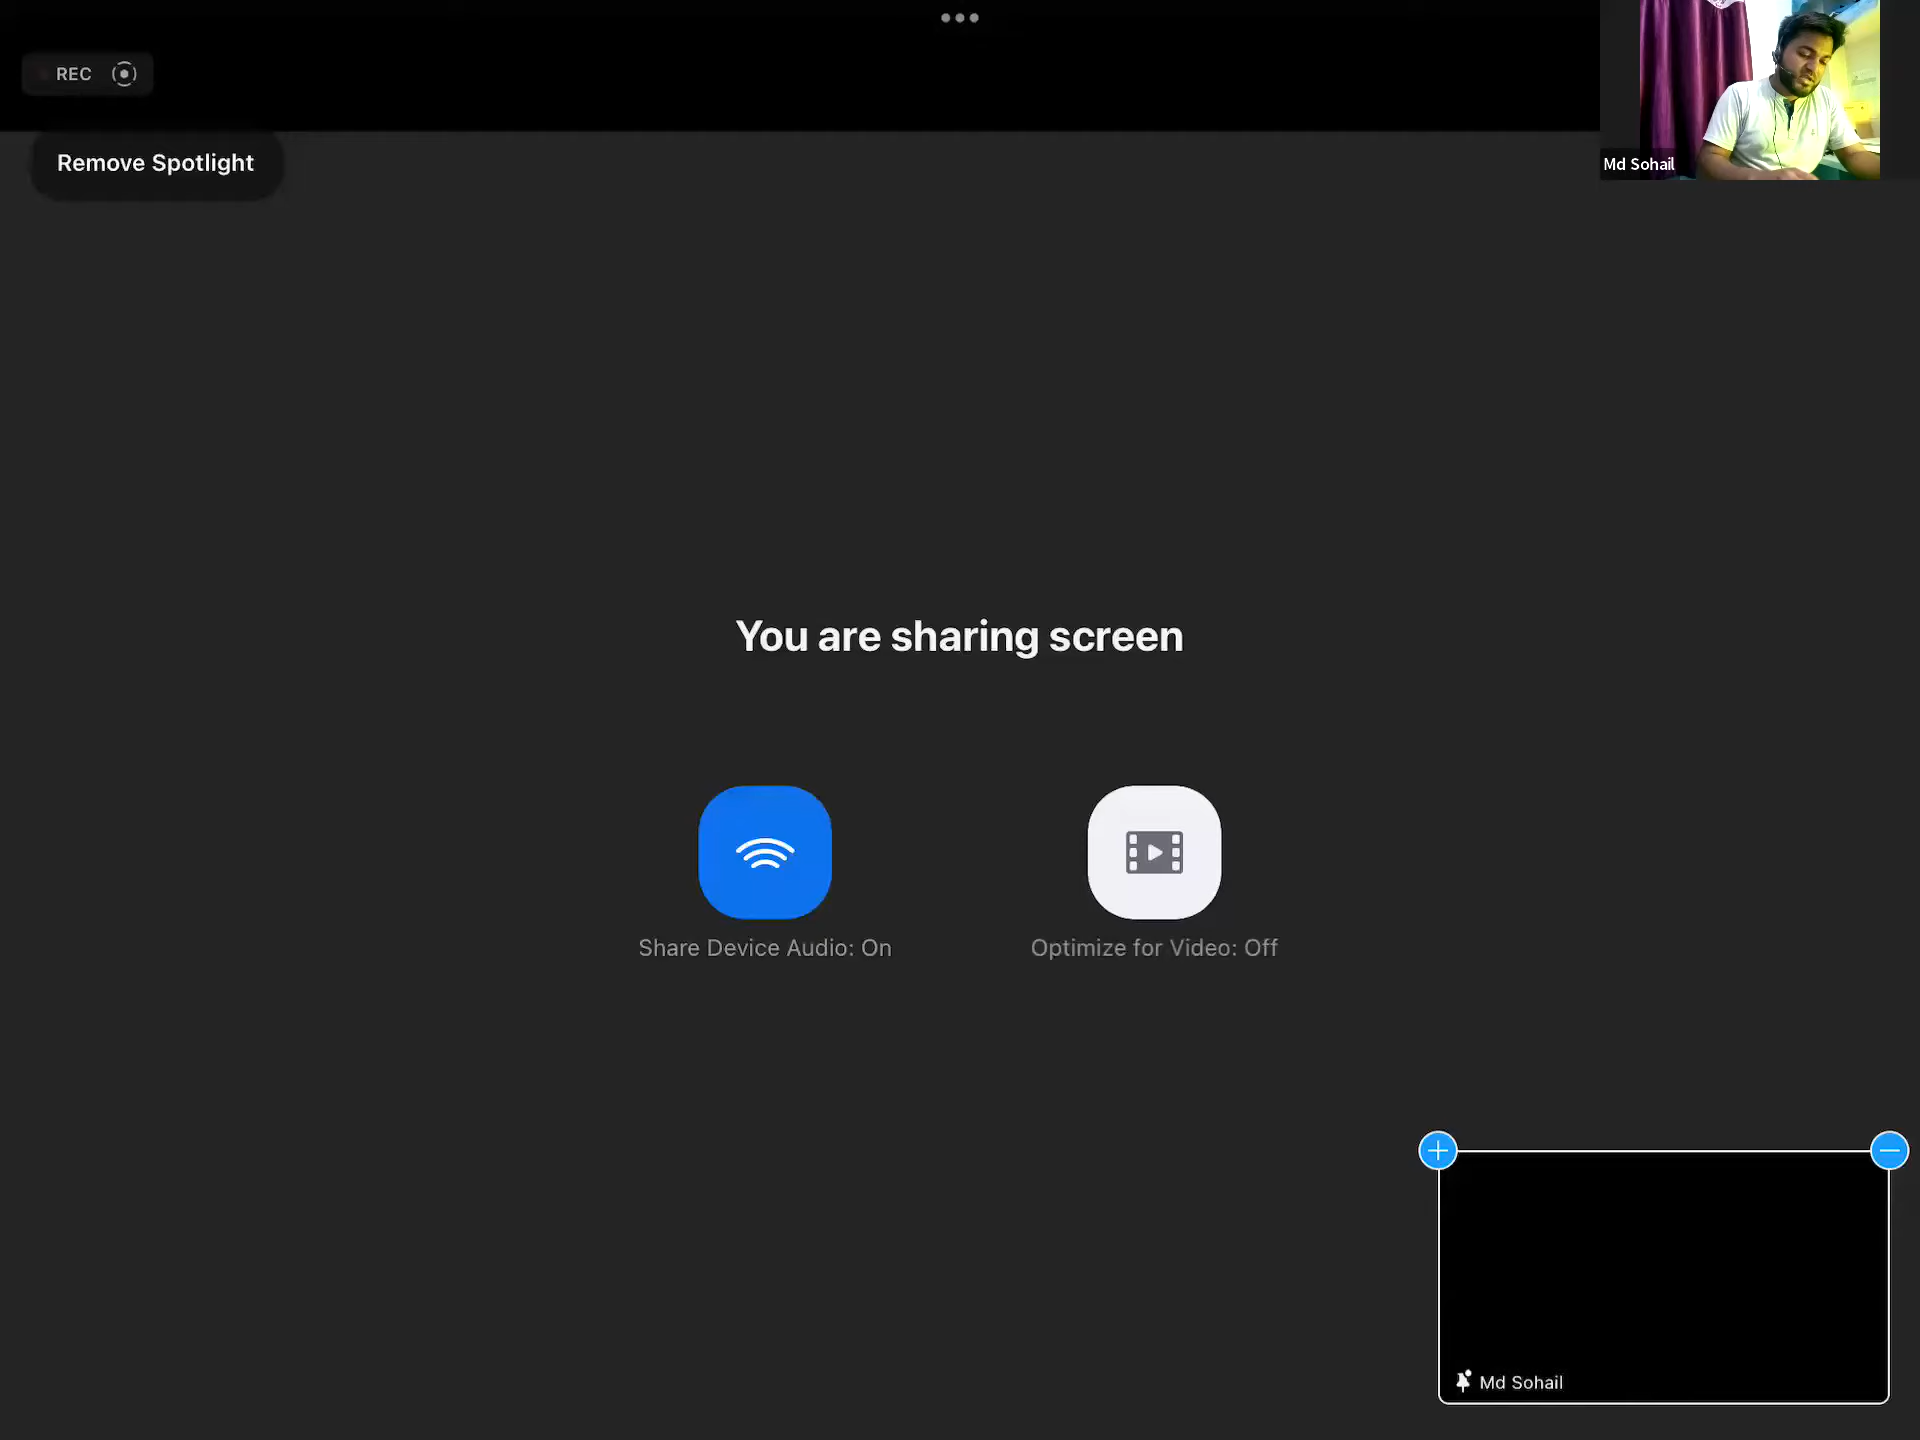 REC
Remove Spotlight
Md Sohail
You are sharing screen
Share Device Audio: On
Optimize for Video: Off
Md Sohail